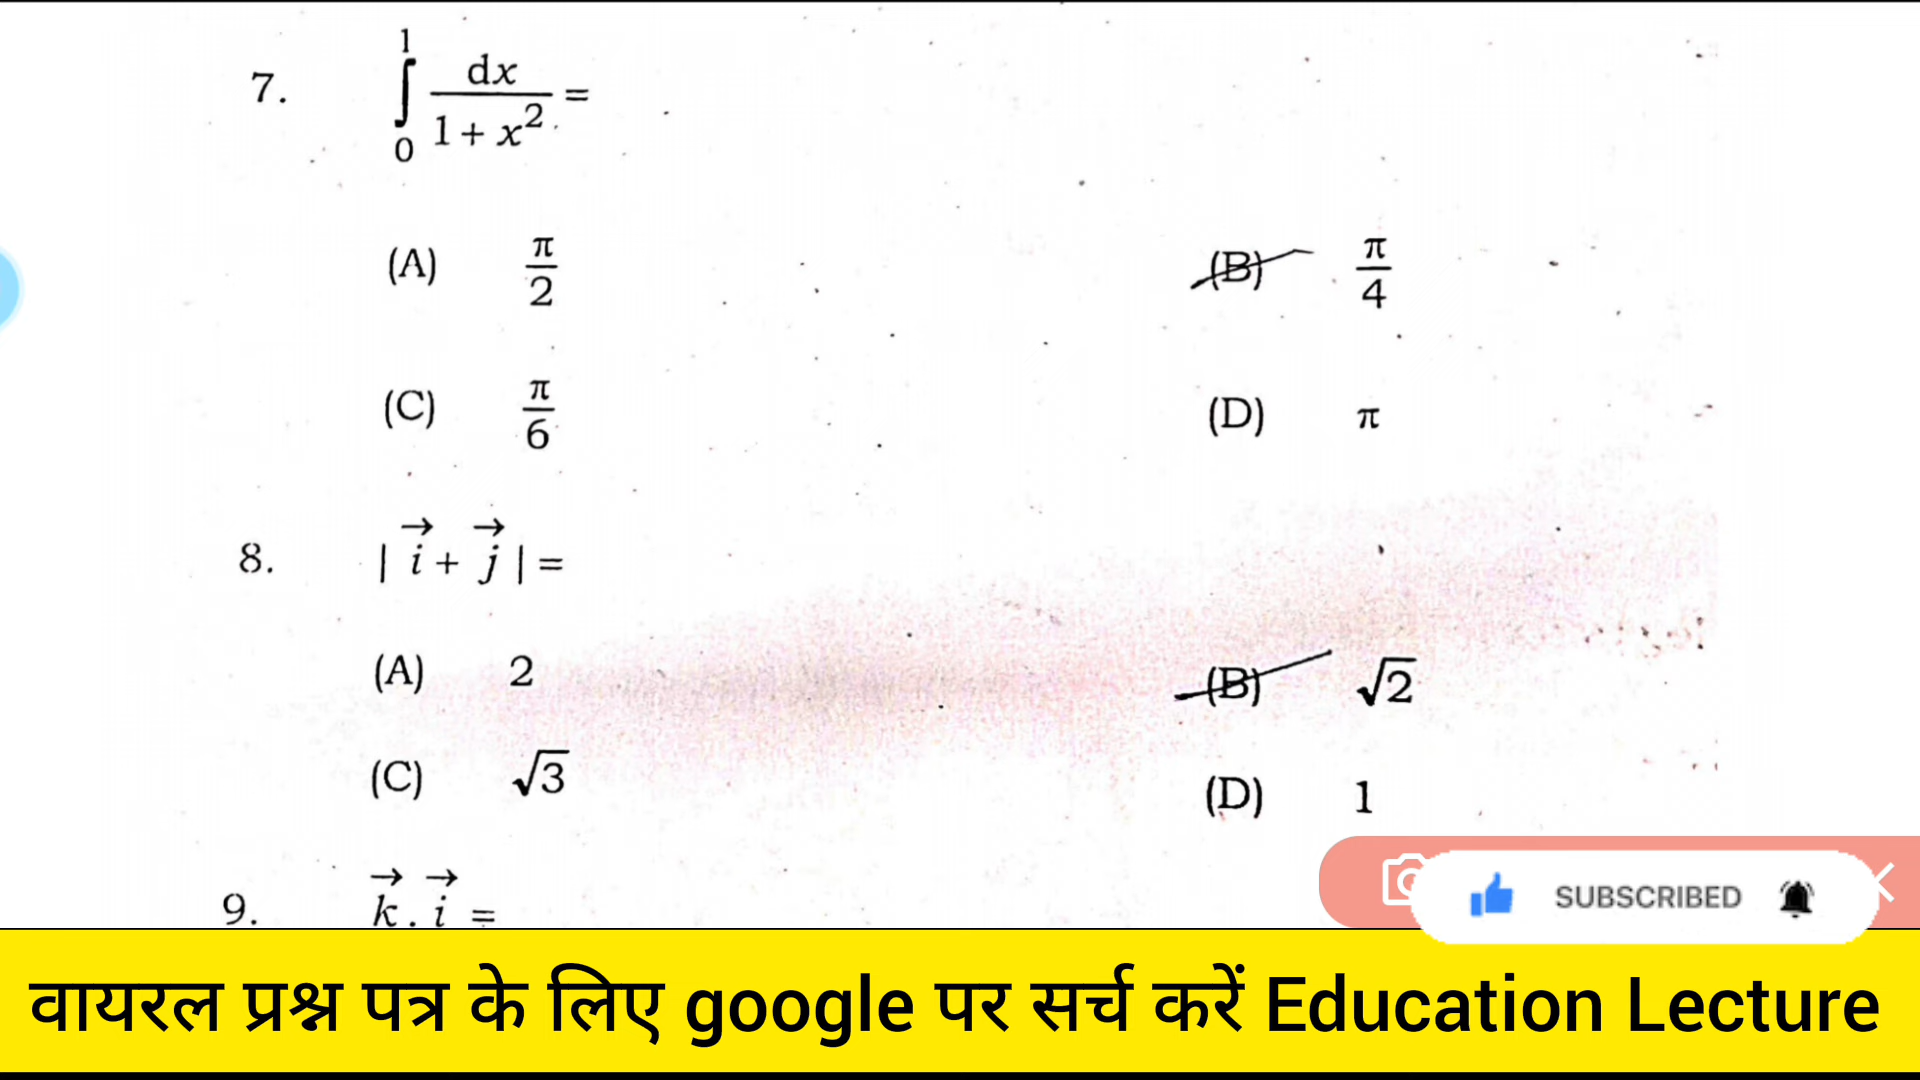 7. ∫₀¹ dx / (1 + x²) =
(A) π/2 (B) π/4
(C) π/6 (D) π
8. | i⃗ + j⃗ | =
(A) 2 (B) √2
(C) √3 (D) 1
9. k⃗ . i⃗ =
SUBSCRIBED
वायरल प्रश्न पत्र के लिए google पर सर्च करें Education Lecture